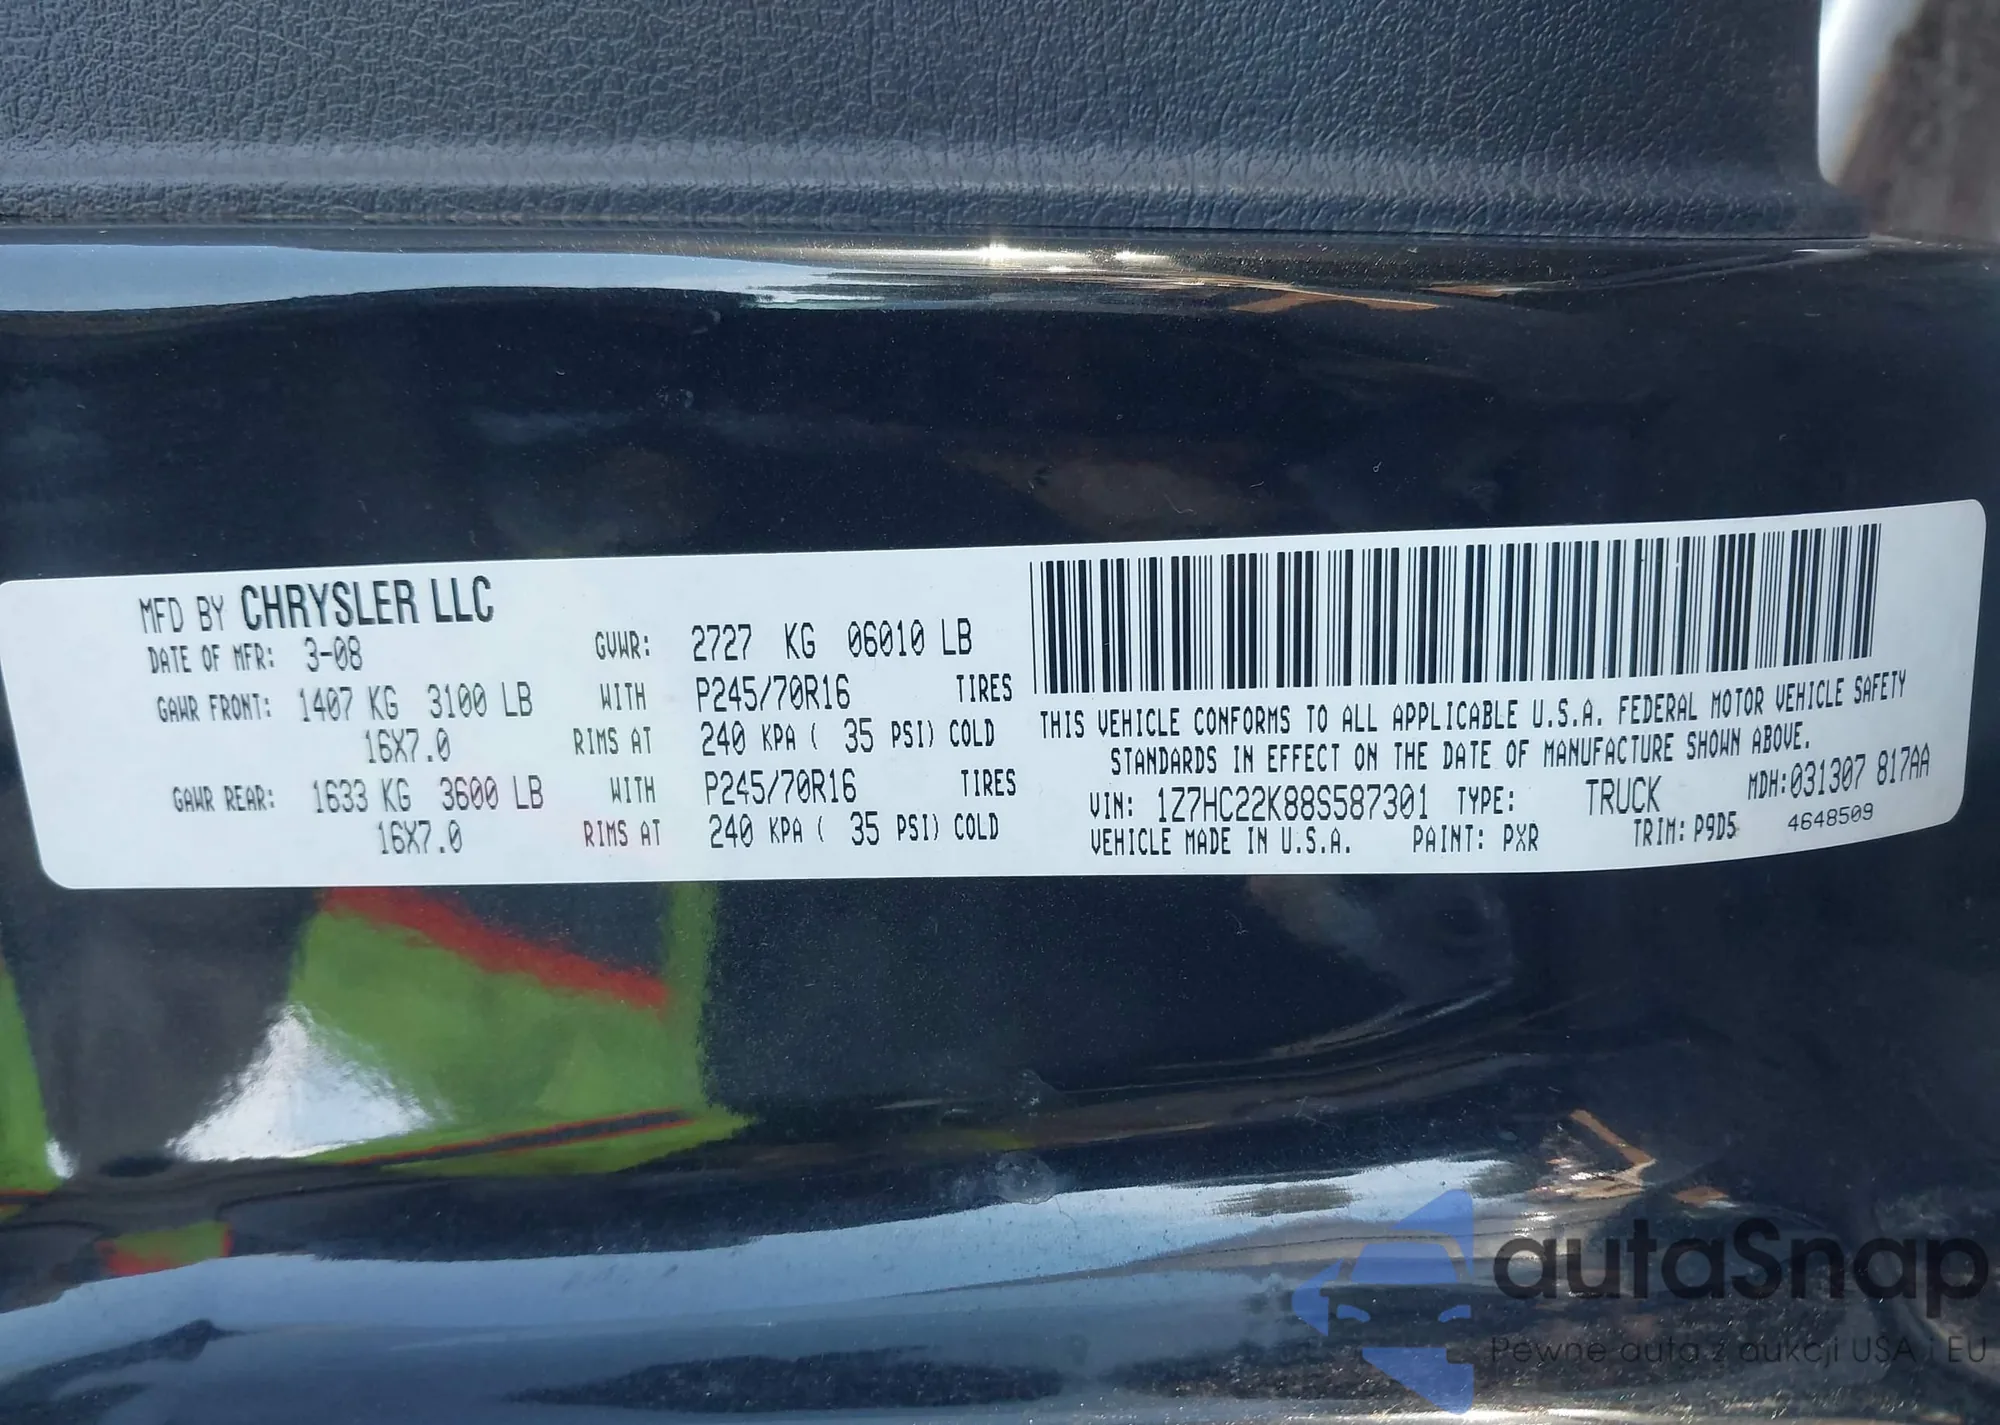 MFD BY CHRYSLER LLC
DATE OF MFR: 3-08
GVWR: 2727 KG 06010 LB
GAWR FRONT: 1407 KG 3100 LB WITH P245/70R16 TIRES
16X7.0 RIMS AT 240 KPA ( 35 PSI) COLD
GAWR REAR: 1633 KG 3600 LB WITH P245/70R16 TIRES
16X7.0 RIMS AT 240 KPA ( 35 PSI) COLD
THIS VEHICLE CONFORMS TO ALL APPLICABLE U.S.A. FEDERAL MOTOR VEHICLE SAFETY
STANDARDS IN EFFECT ON THE DATE OF MANUFACTURE SHOWN ABOVE.
VIN: 1Z7HC22K88S587301 TYPE: TRUCK MDH:031307 817AA
VEHICLE MADE IN U.S.A. PAINT: PXR TRIM: P9D5 4648509
autaSnap
Pewne auta z aukcji USA i EU